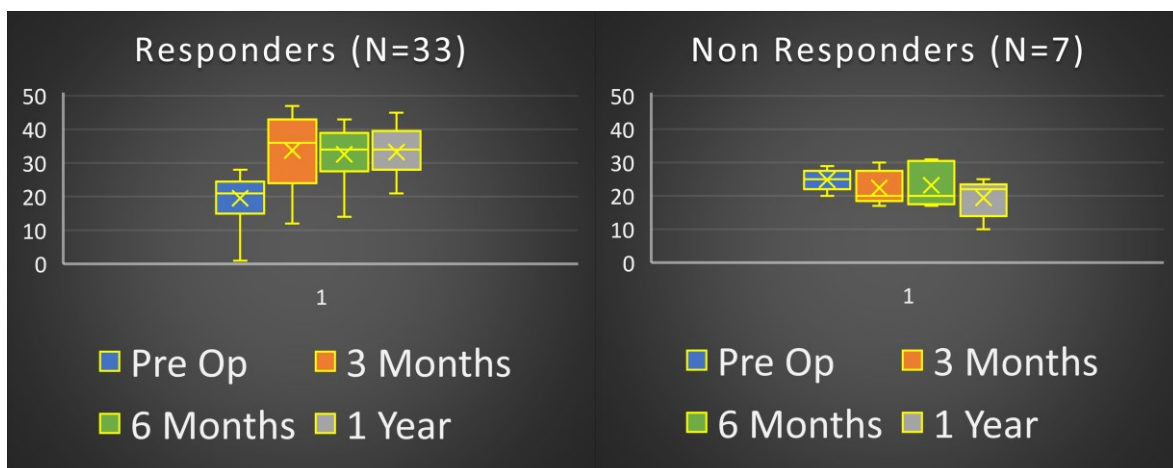 Responders (N=33)
50
40
30
20
10
0
1
Pre Op
3 Months
6 Months
1 Year
Non Responders (N=7)
50
40
30
20
10
0
1
Pre Op
3 Months
6 Months
1 Year